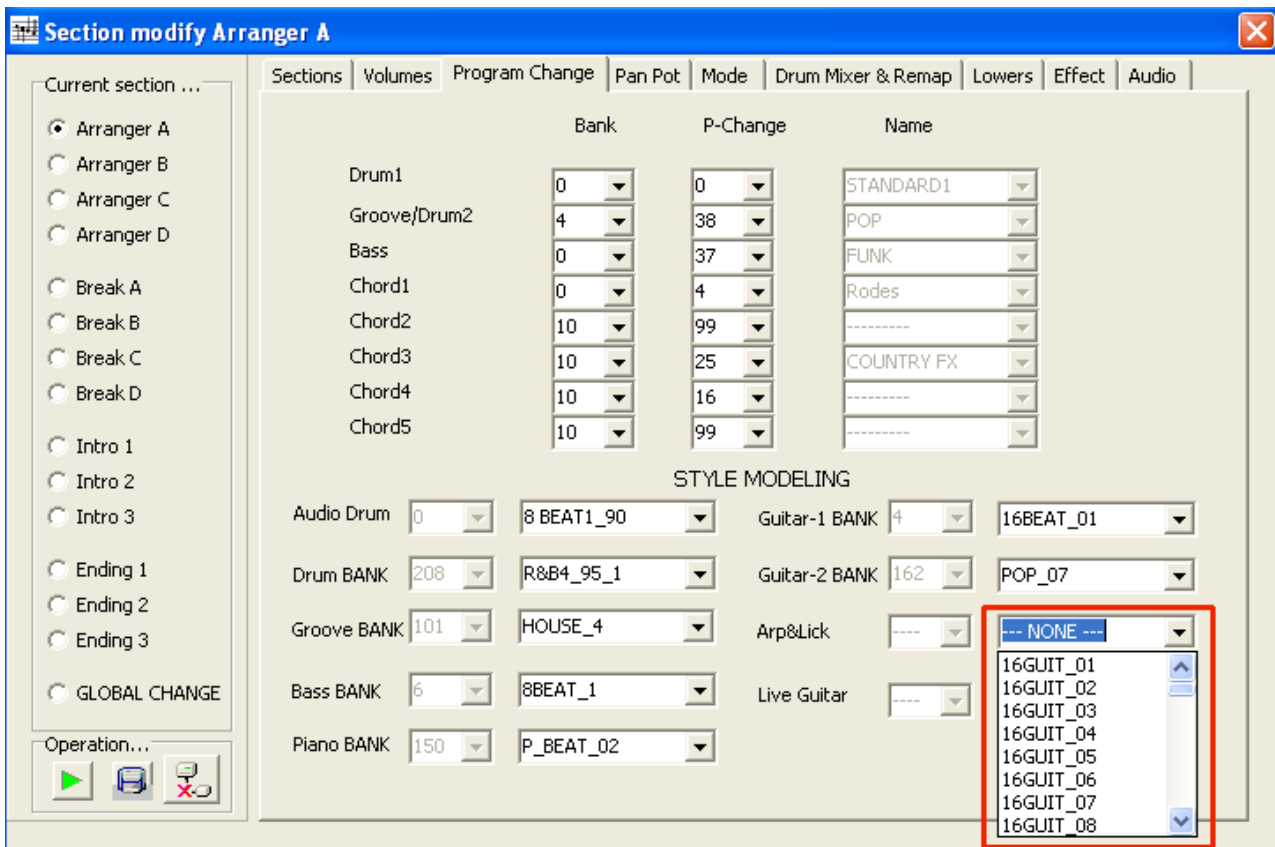 Section modify Arranger A
Current section ...
Arranger A
Arranger B
Arranger C
Arranger D
Break A
Break B
Break C
Break D
Intro 1
Intro 2
Intro 3
Ending 1
Ending 2
Ending 3
GLOBAL CHANGE
Operation...
Sections Volumes Program Change Pan Pot Mode Drum Mixer & Remap Lowers Effect Audio
Bank P-Change Name
Drum1 0 0 STANDARD1
Groove/Drum2 4 38 POP
Bass 0 37 FUNK
Chord1 0 4 Rodes
Chord2 10 99 ---------
Chord3 10 25 COUNTRY FX
Chord4 10 16 ---------
Chord5 10 99 ---------
STYLE MODELING
Audio Drum 0 8 BEAT1_90 Guitar-1 BANK 4 16BEAT_01
Drum BANK 208 R&B4_95_1 Guitar-2 BANK 162 POP_07
Groove BANK 101 HOUSE_4 Arp&Lick ---- --- NONE ---
Bass BANK 6 8BEAT_1 Live Guitar ----
Piano BANK 150 P_BEAT_02
16GUIT_01
16GUIT_02
16GUIT_03
16GUIT_04
16GUIT_05
16GUIT_06
16GUIT_07
16GUIT_08